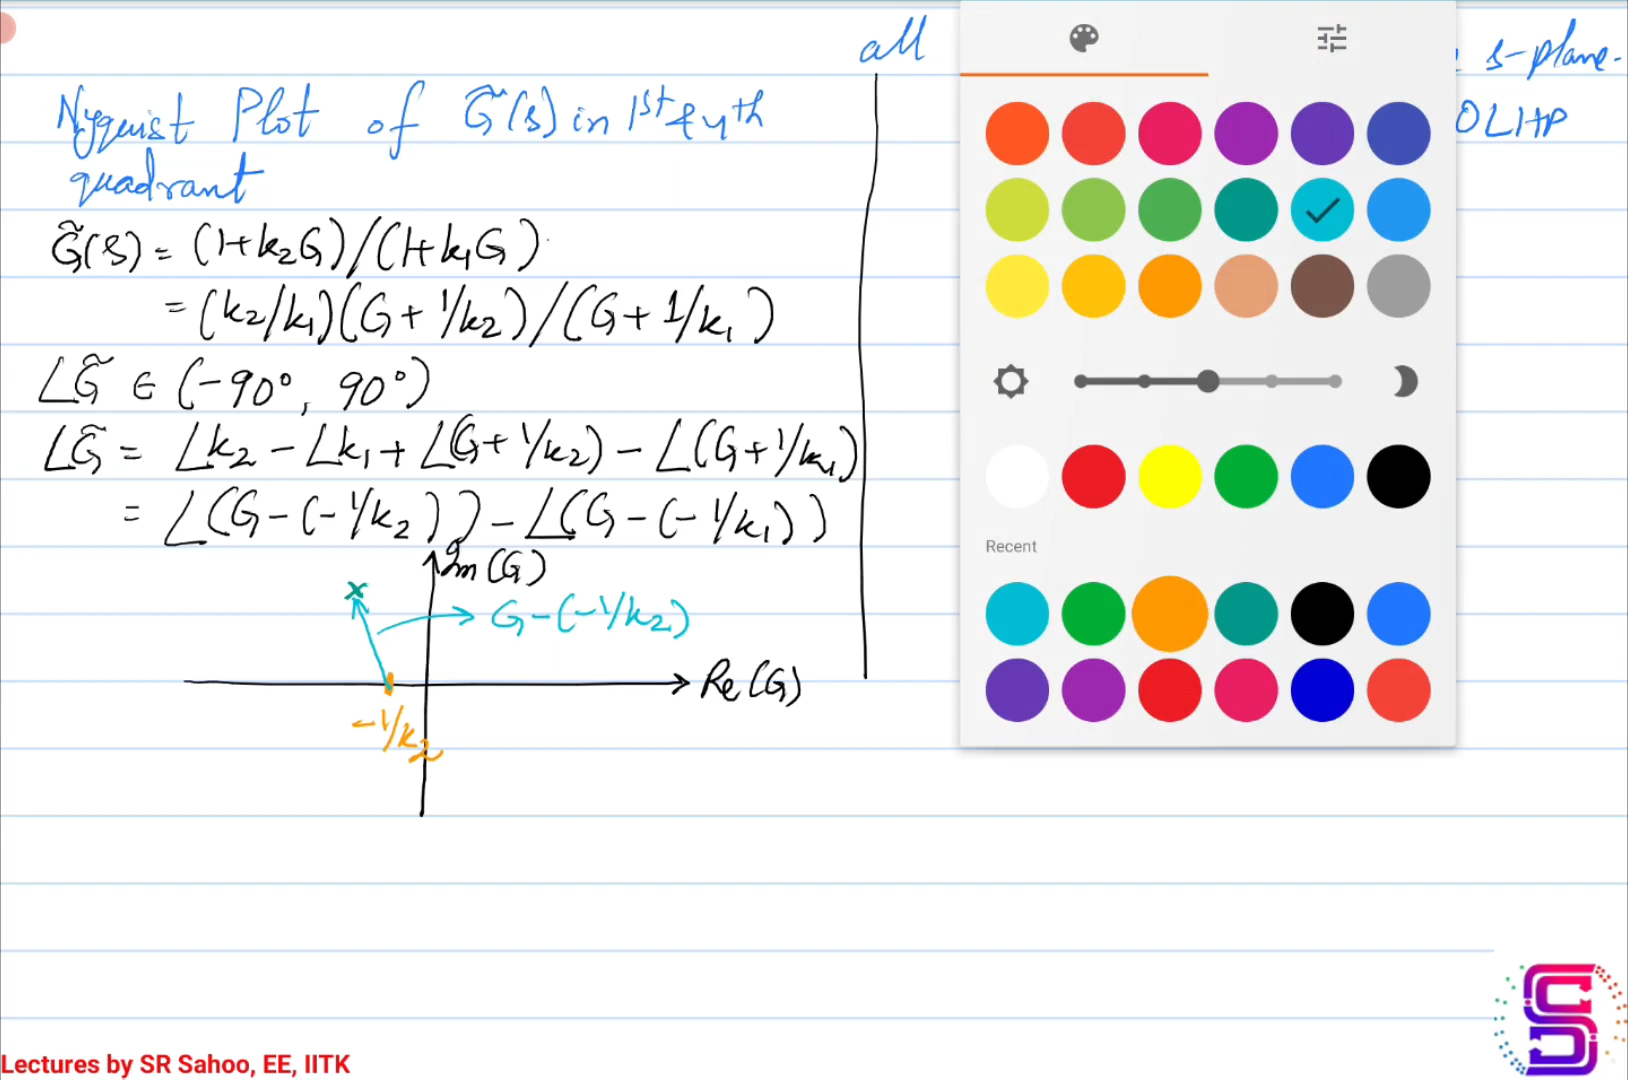 all
s-plane.
Nyquist Plot of G̃(s) in 1st & 4th
OLHP
quadrant
G̃(s) = (1+k₂G)/(1+k₁G)
= (k₂/k₁)(G+1/k₂)/(G+1/k₁)
∠G̃ ∈ (-90°, 90°)
∠G̃ = ∠k₂ - ∠k₁ + ∠(G+1/k₂) - ∠(G+1/k₁)
= ∠(G-(-1/k₂)) - ∠(G-(-1/k₁))
Im(G)
G-(-1/k₂)
Re(G)
-1/k₂
Recent
Lectures by SR Sahoo, EE, IITK